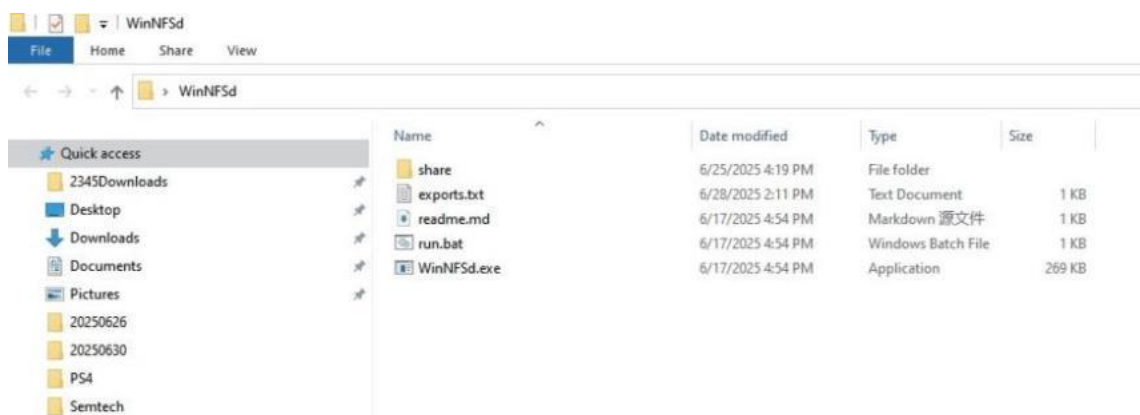 WinNFSd
File Home Share View
WinNFSd
Name Date modified Type Size
Quick access
2345Downloads
Desktop
Downloads
Documents
Pictures
20250626
20250630
PS4
Semtech
share 6/25/2025 4:19 PM File folder
exports.txt 6/28/2025 2:11 PM Text Document 1 KB
readme.md 6/17/2025 4:54 PM Markdown 源文件 1 KB
run.bat 6/17/2025 4:54 PM Windows Batch File 1 KB
WinNFSd.exe 6/17/2025 4:54 PM Application 269 KB